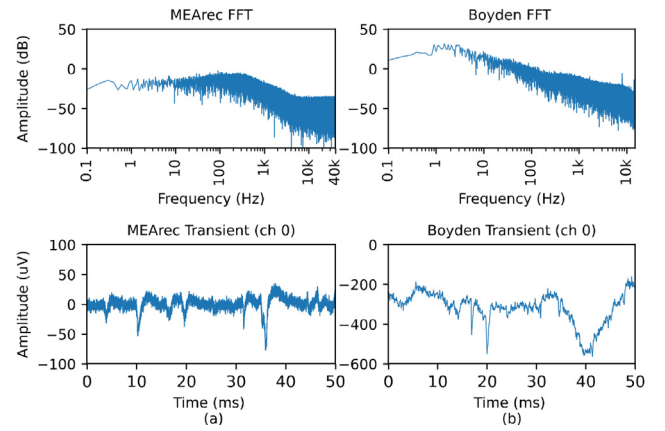 MEArec FFT
Boyden FFT
50
0
−50
−100
Amplitude (dB)
0.1
1
10
100
1k
10k
40k
Frequency (Hz)
50
0
−50
−100
0.1
1
10
100
1k
10k
Frequency (Hz)
MEArec Transient (ch 0)
Boyden Transient (ch 0)
100
50
0
−50
−100
Amplitude (uV)
0 10 20 30 40 50
Time (ms)
(a)
0
−200
−400
−600
0 10 20 30 40 50
Time (ms)
(b)